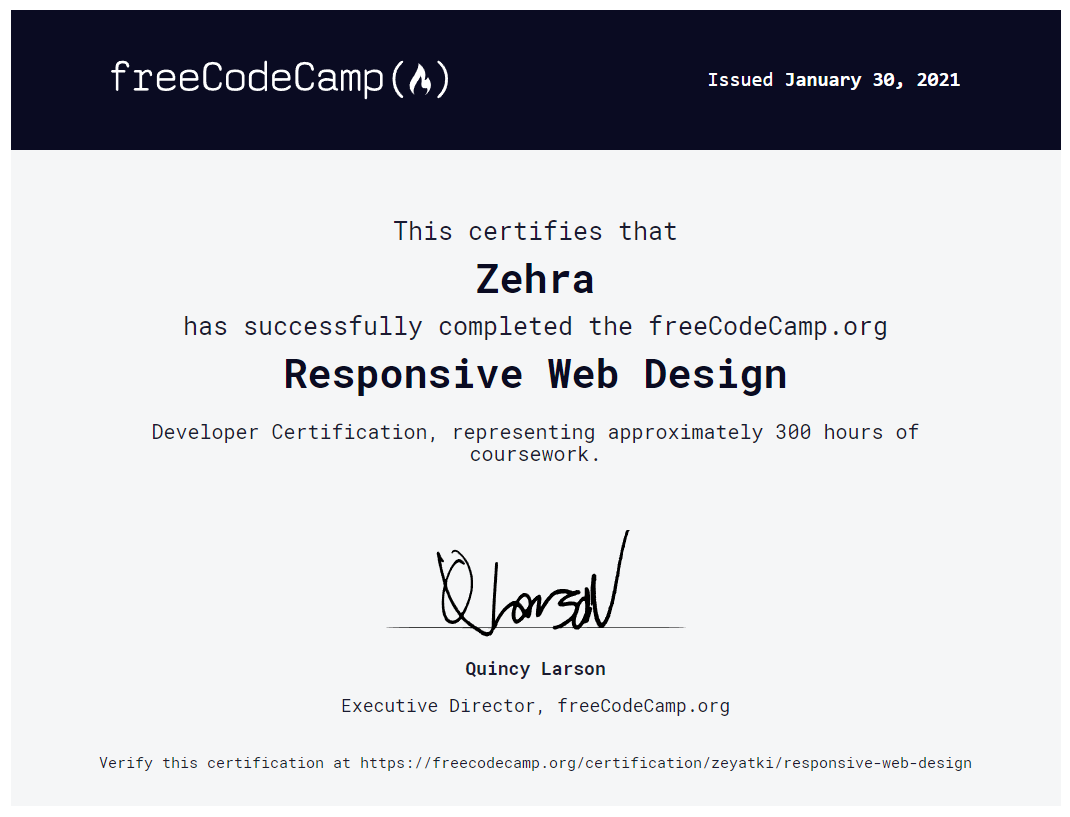 freeCodeCamp
Issued January 30, 2021
This certifies that
Zehra
has successfully completed the freeCodeCamp.org
Responsive Web Design
Developer Certification, representing approximately 300 hours of
coursework.
Q Larson
Quincy Larson
Executive Director, freeCodeCamp.org
Verify this certification at https://freecodecamp.org/certification/zeyatki/responsive-web-design